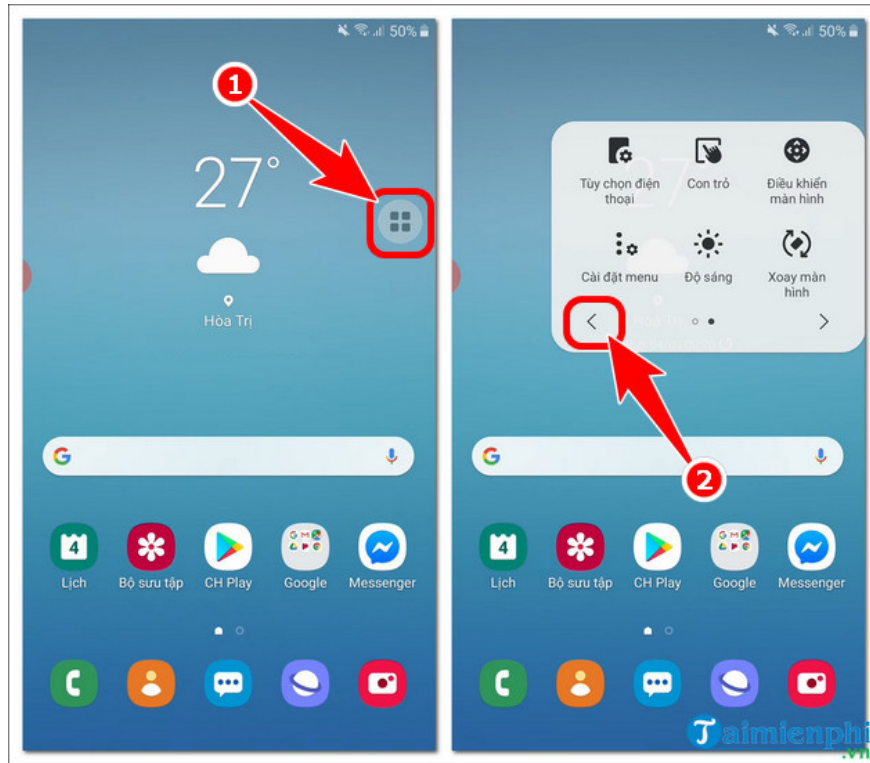 50%
1
27°
Hòa Trị
G
4
G M
Lịch
Bộ sưu tập
CH Play
Google
Messenger
50%
Tùy chọn điện
thoại
Con trỏ
Điều khiển
màn hình
Cài đặt menu
Độ sáng
Xoay màn
hình
2
G
4
G M
Lịch
Bộ sưu tập
CH Play
Google
Messenger
Taimienphi
.vn